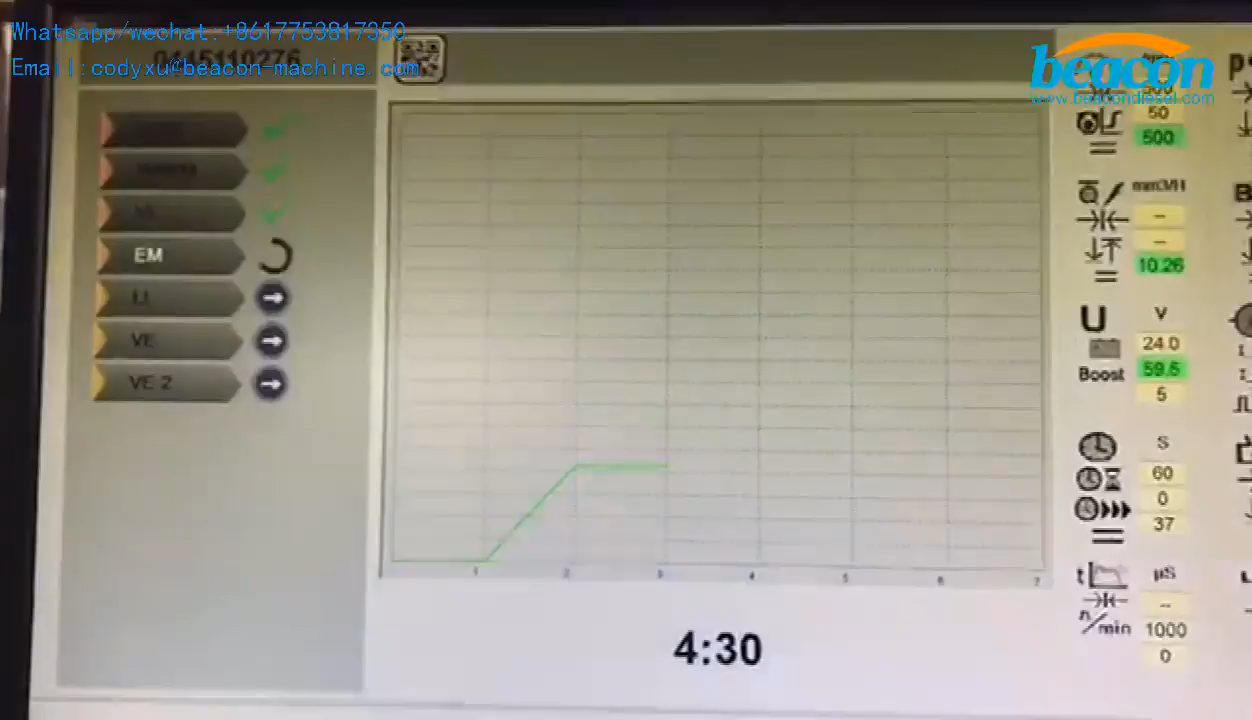 Whatsapp/wechat:+8617753817350
0445110276
Email:codyxu@beacon-machine.com
beacon
www.beacondiesel.com
50
500
EM
VE
VE 2
mm3/H
-
-
10.26
U
V
24.0
Boost
59.5
5
S
60
0
37
1
2
3
4
5
6
7
t
µS
--
n/min
1000
0
4:30